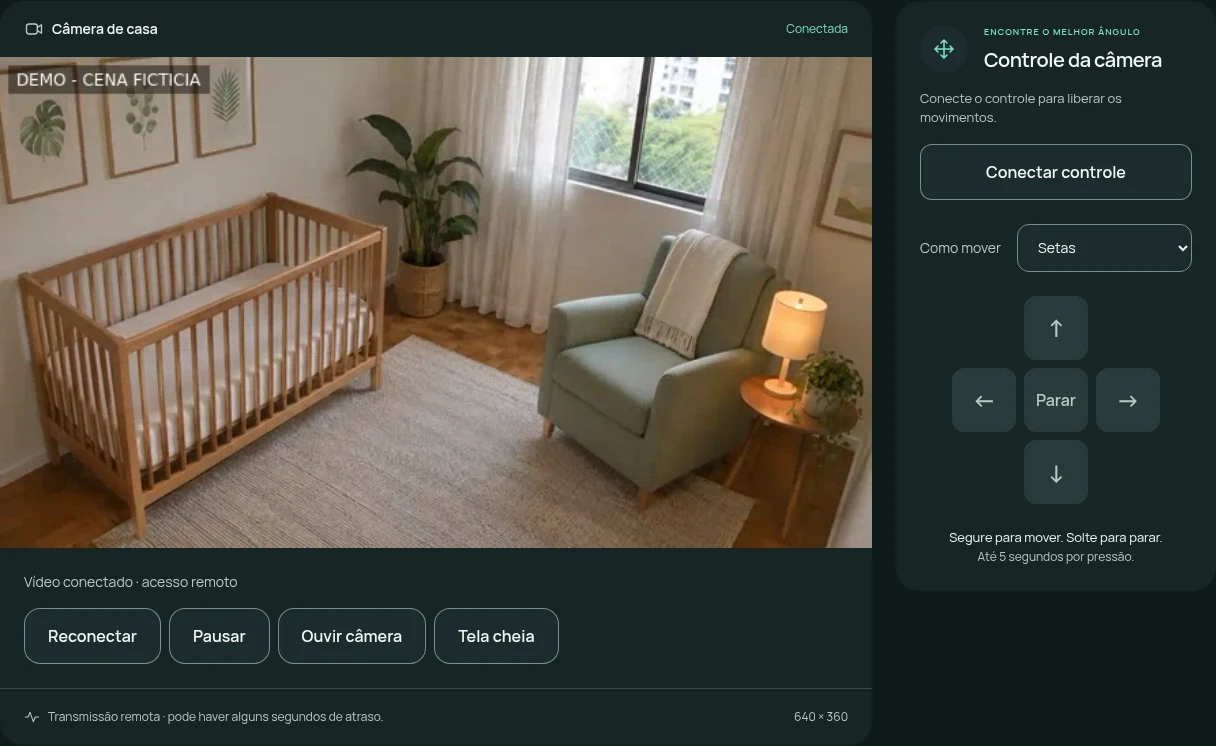 Câmera de casa
Conectada
DEMO - CENA FICTICIA
Vídeo conectado · acesso remoto
Reconectar
Pausar
Ouvir câmera
Tela cheia
Transmissão remota · pode haver alguns segundos de atraso.
640 × 360
ENCONTRE O MELHOR ÂNGULO
Controle da câmera
Conecte o controle para liberar os
movimentos.
Conectar controle
Como mover
Setas
↑
←
Parar
→
↓
Segure para mover. Solte para parar.
Até 5 segundos por pressão.